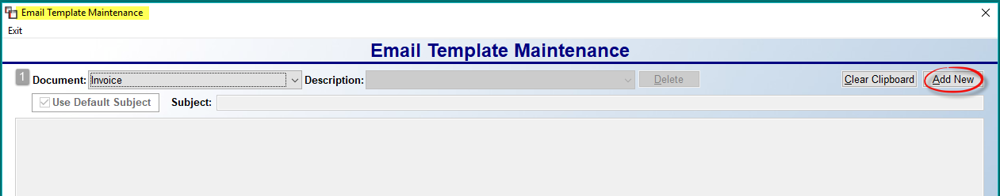 Email Template Maintenance
Exit
Email Template Maintenance
1 Document: Invoice Description: Delete Clear Clipboard Add New
Use Default Subject Subject: